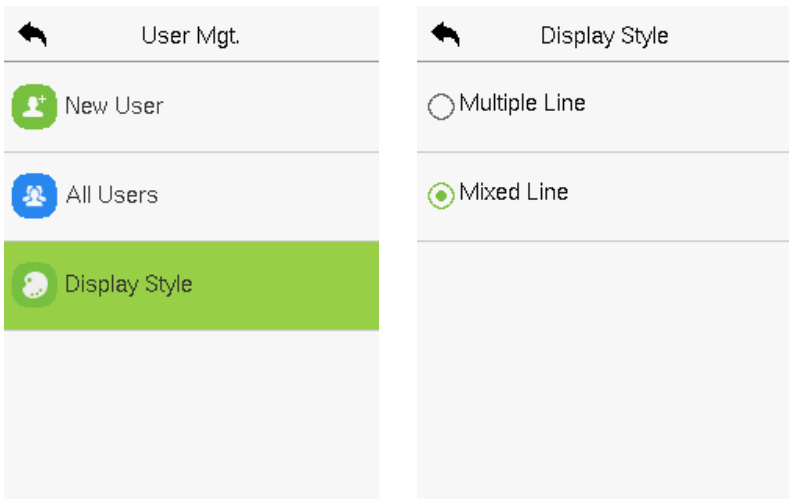 User Mgt.
New User
All Users
Display Style
Display Style
Multiple Line
Mixed Line